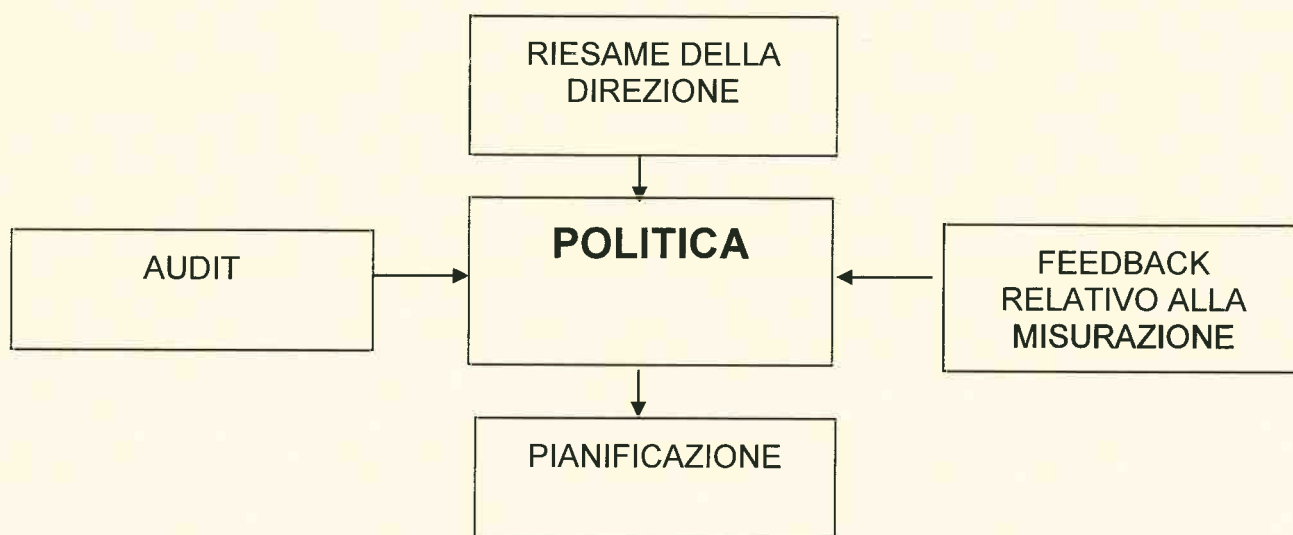 RIESAME DELLA
DIREZIONE
POLITICA
AUDIT
FEEDBACK
RELATIVO ALLA
MISURAZIONE
PIANIFICAZIONE